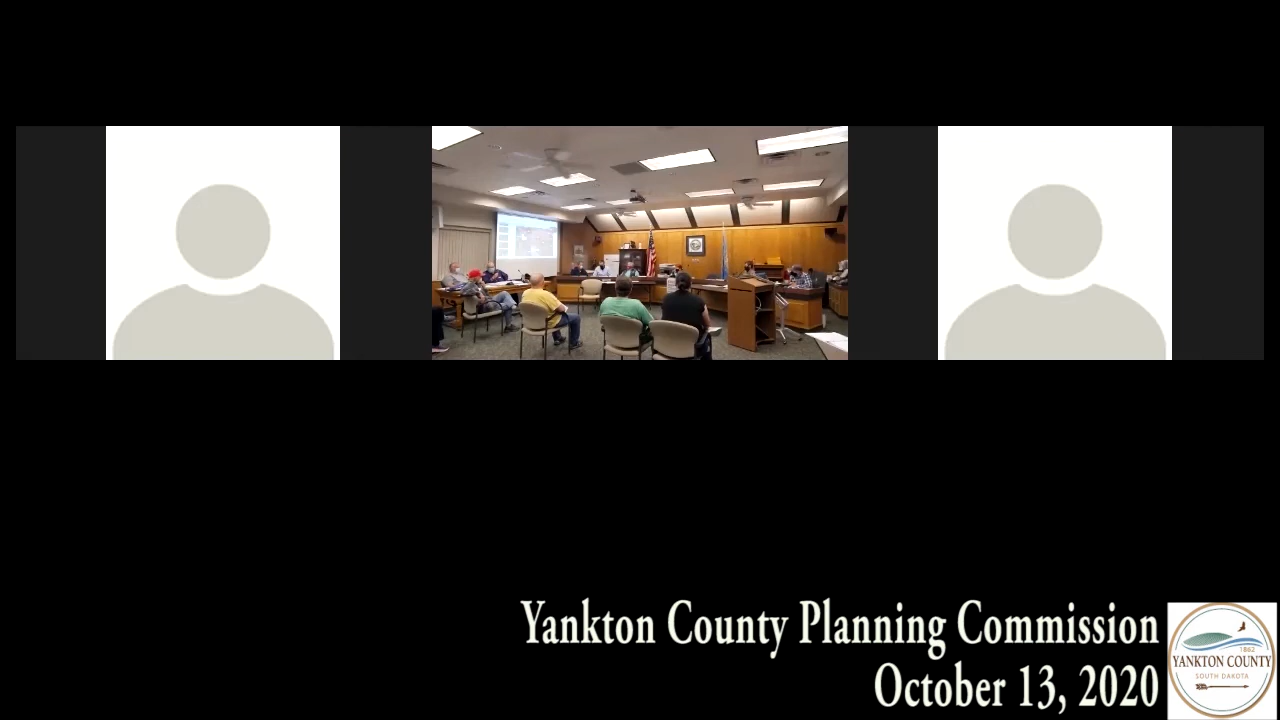 Yankton County Planning Commission
October 13, 2020
1862
YANKTON COUNTY
SOUTH DAKOTA